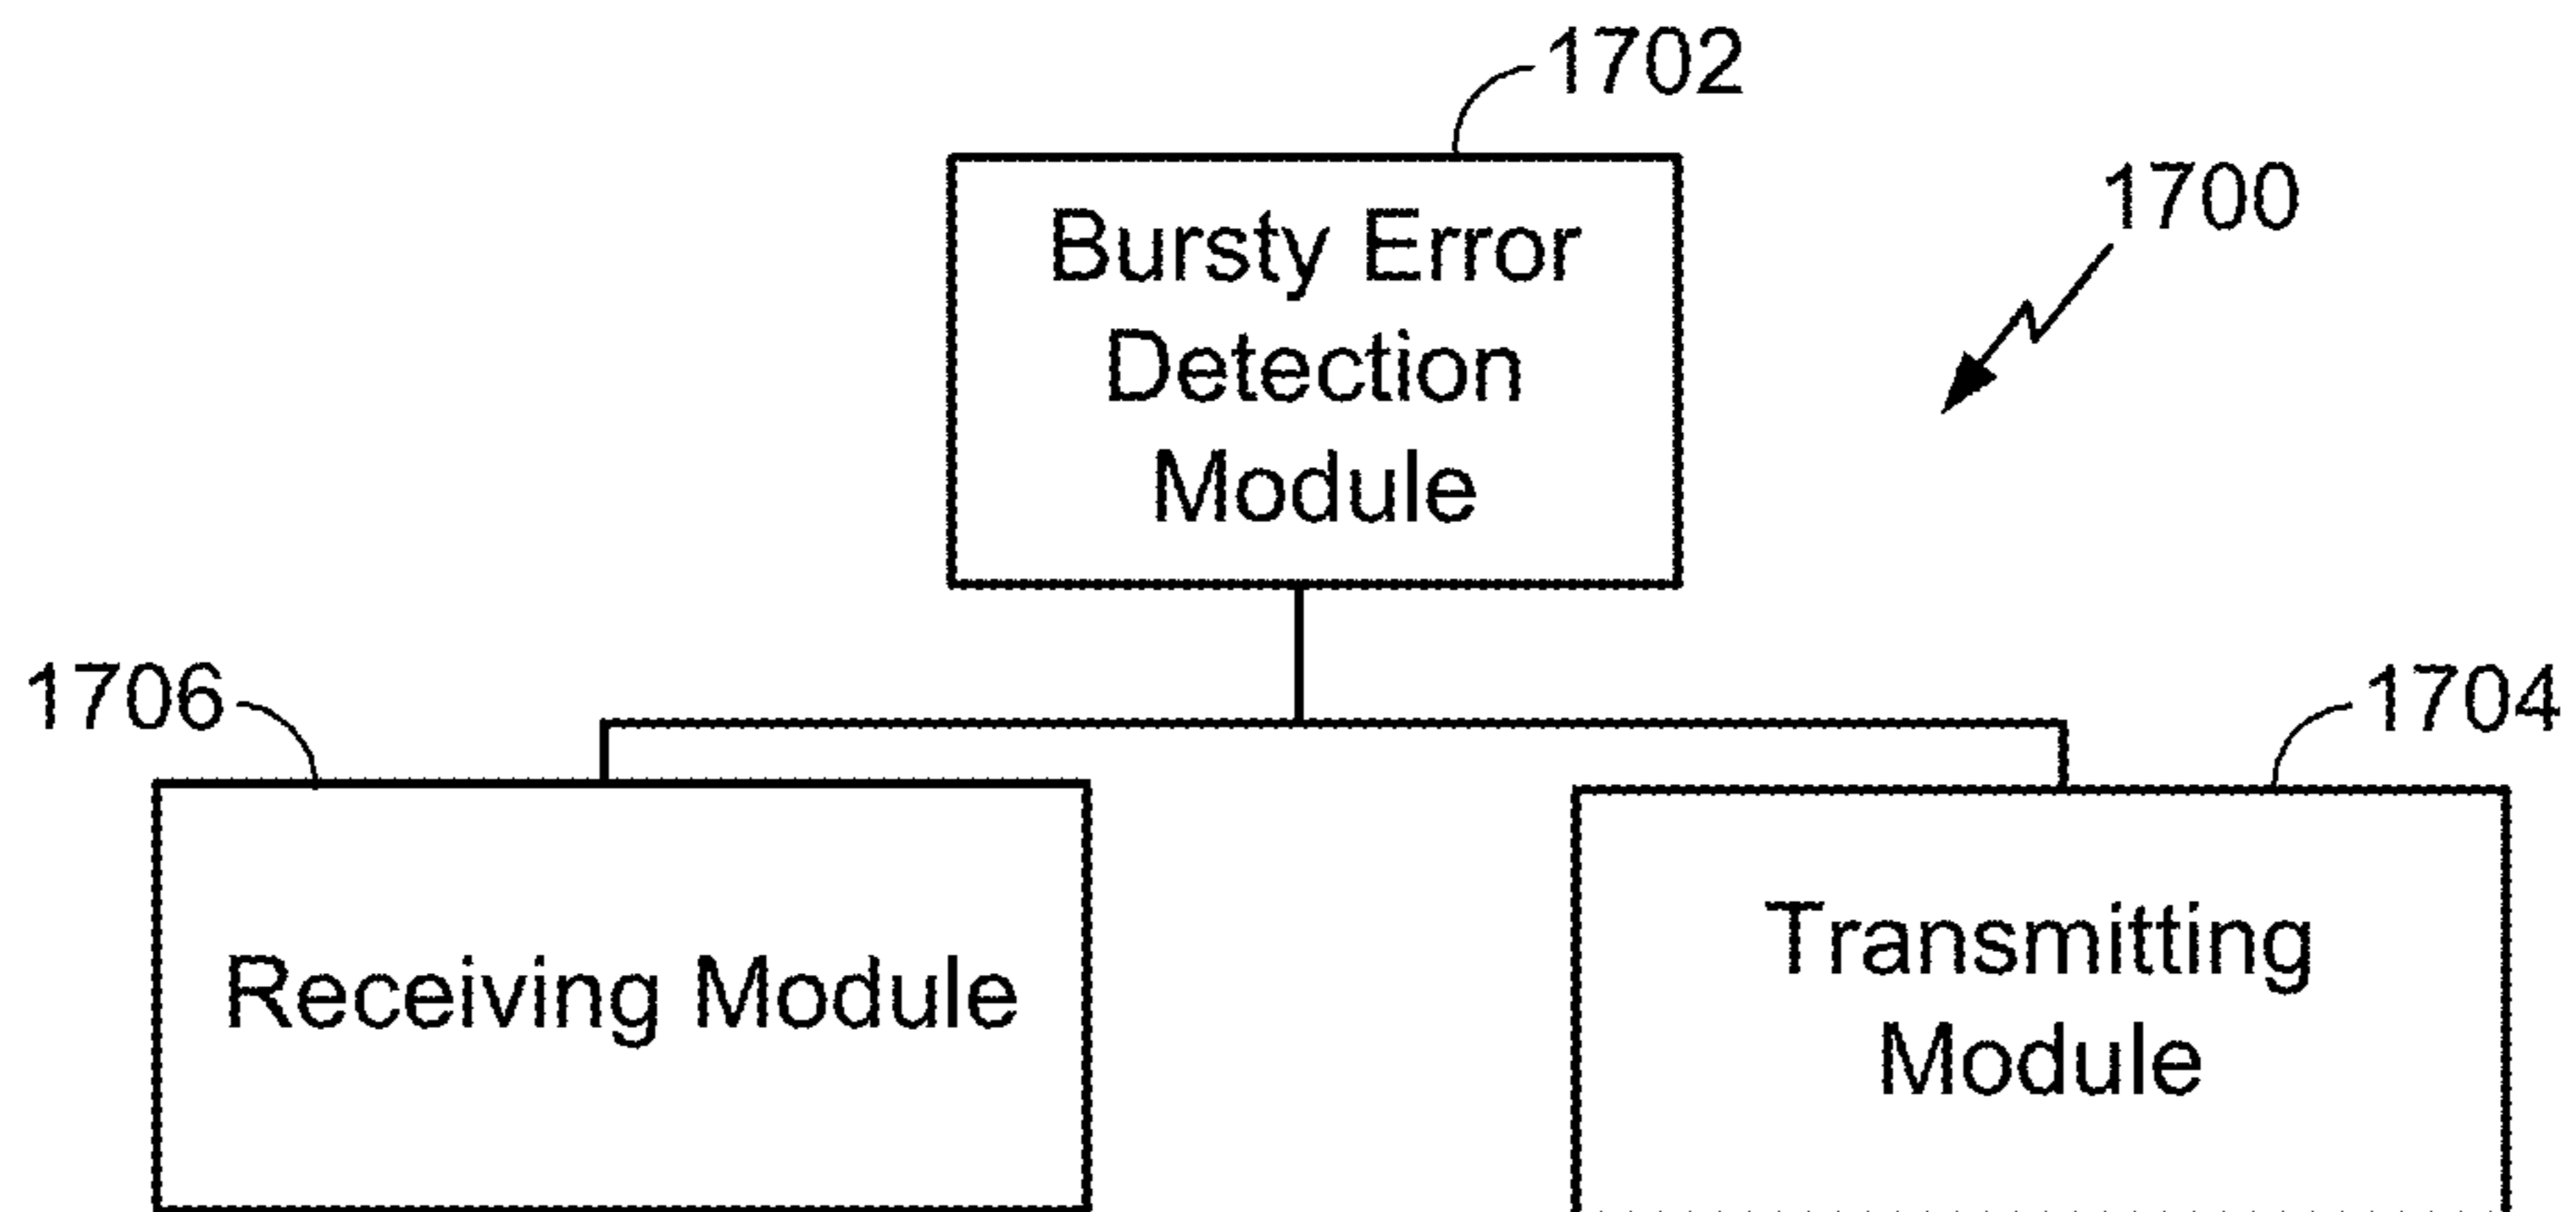 1702
1700
Bursty Error
Detection
Module
1706
1704
Receiving Module
Transmitting
Module